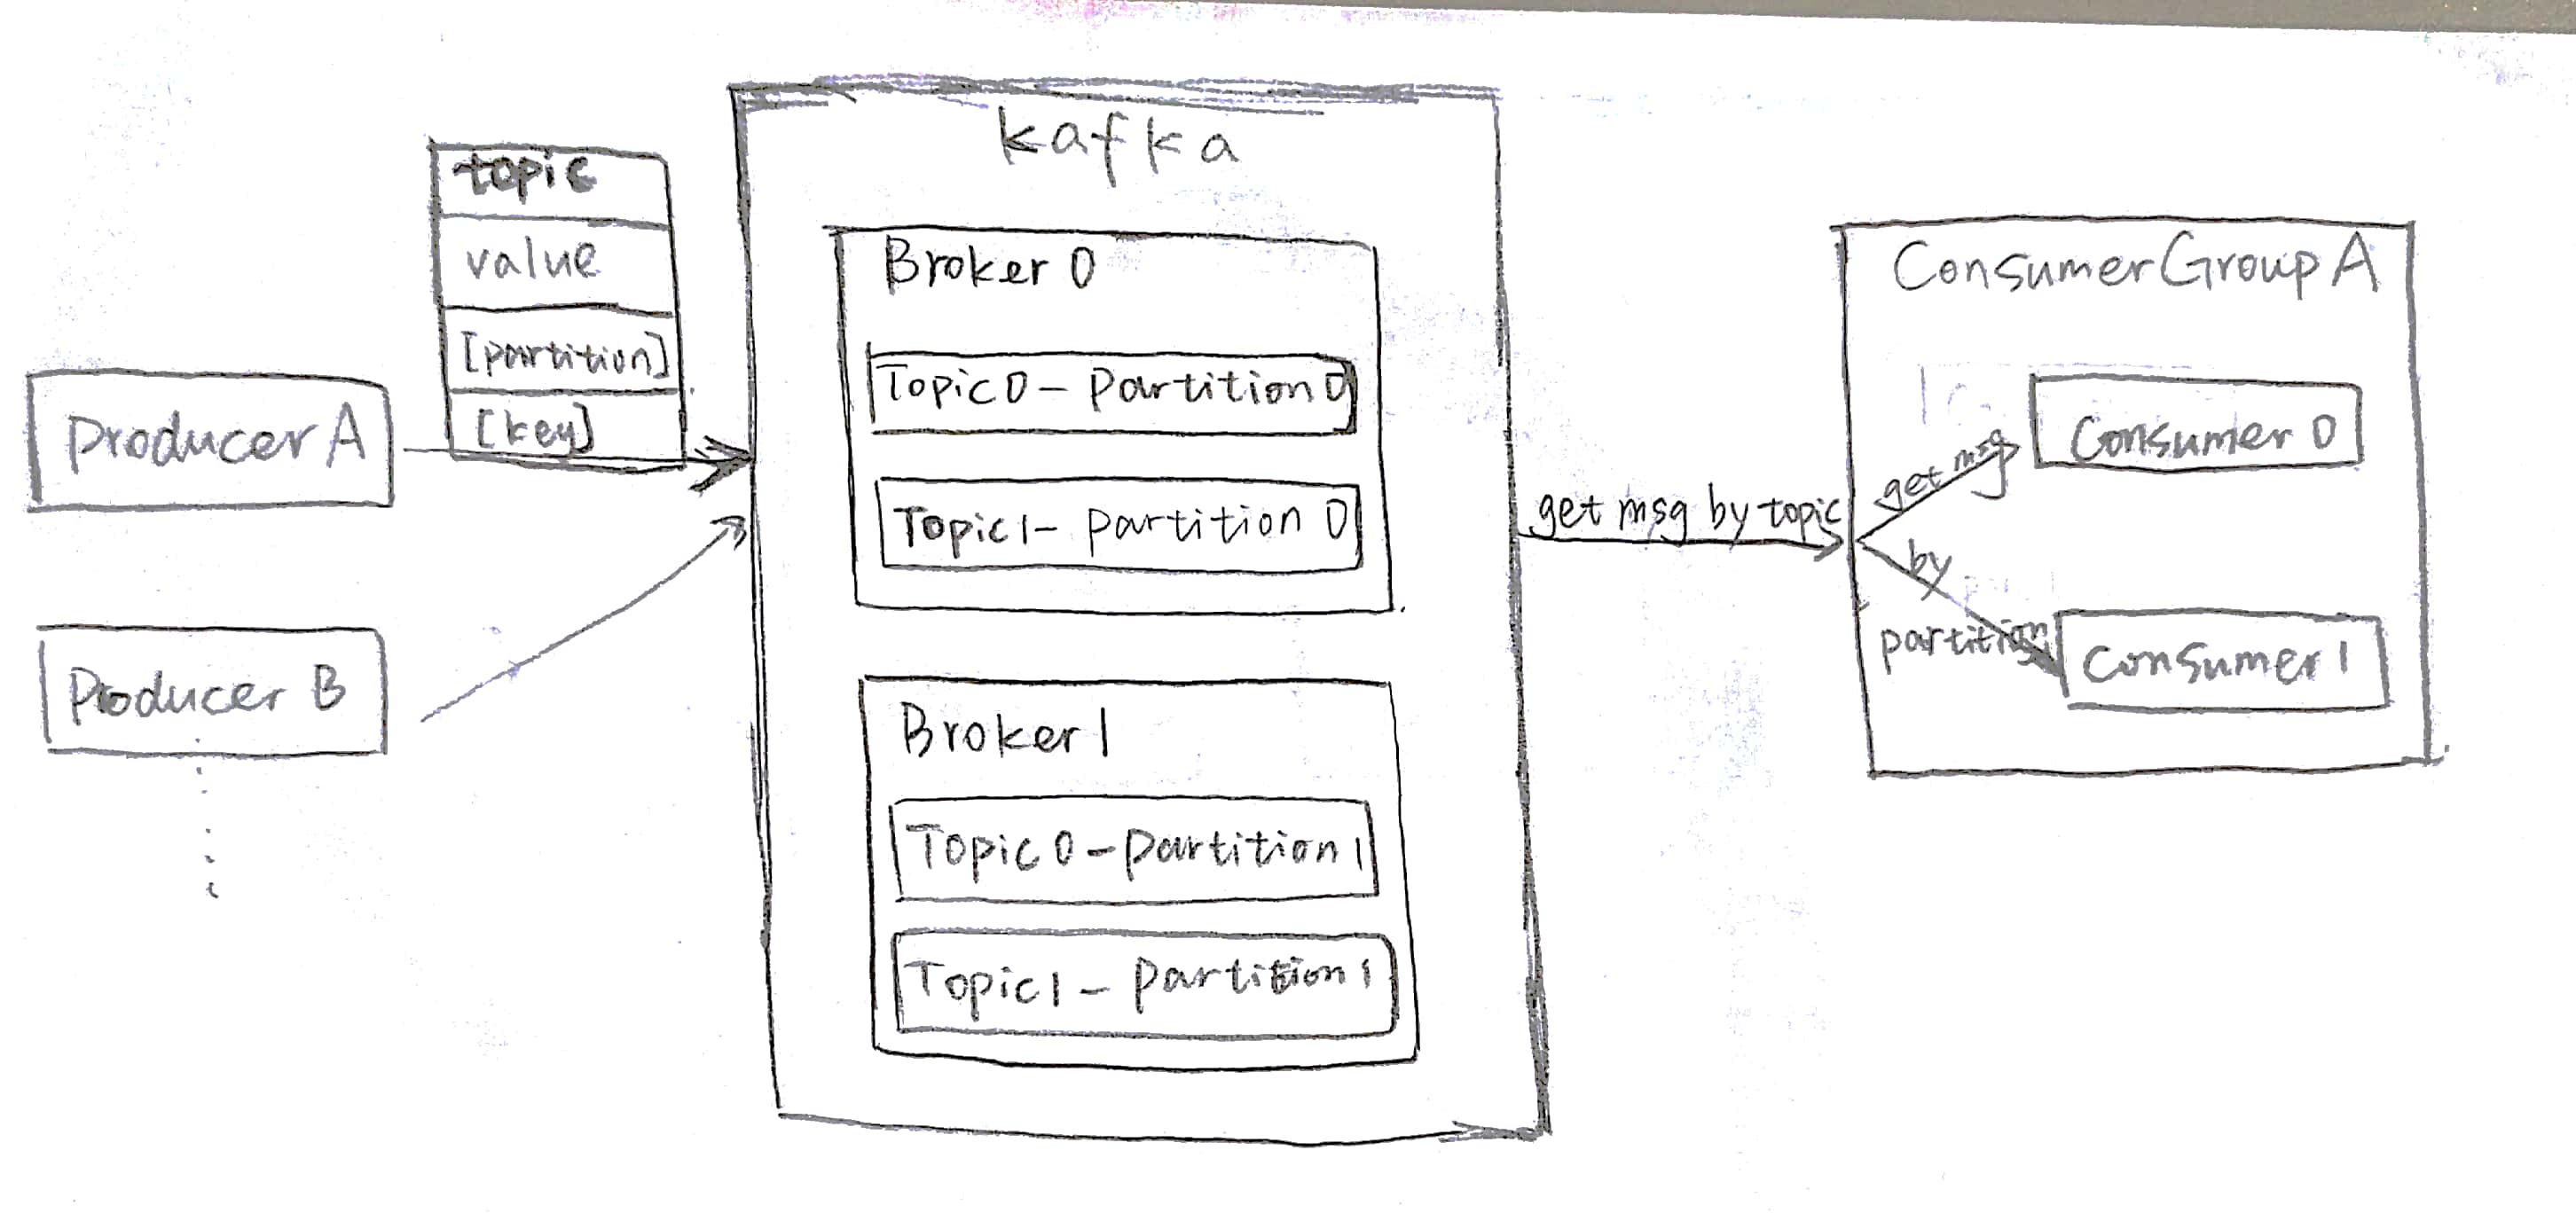 kafka
topic
value
[partition]
[key]
Producer A
Producer B
Broker 0
Topic 0 - Partition 0
Topic 1 - Partition 0
Broker 1
Topic 0 - Partition 1
Topic 1 - Partition 1
get msg by topic
Consumer Group A
get msg
by
partition
Consumer 0
Consumer 1